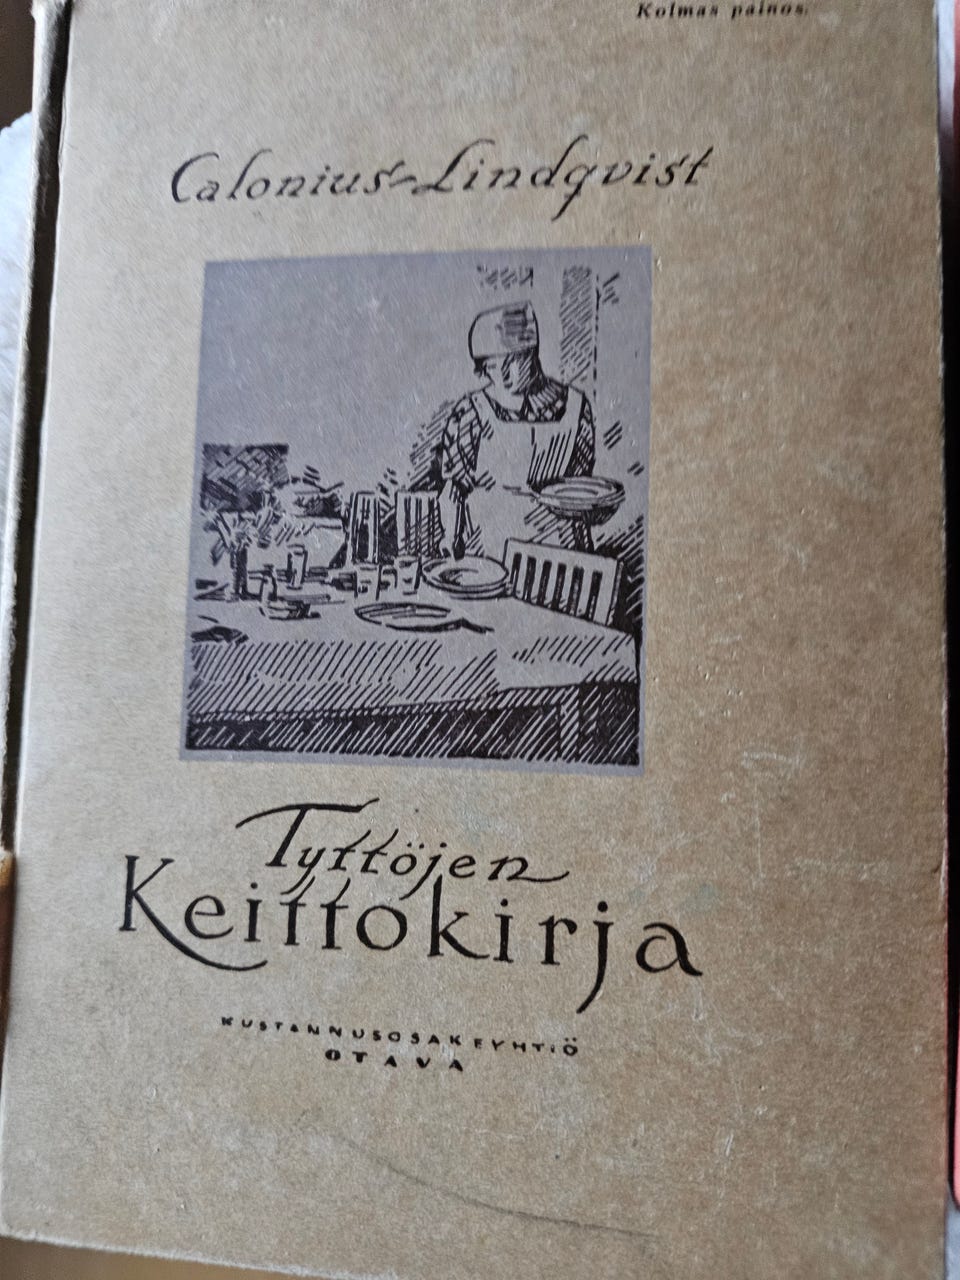 Kolmas painos.
Calonius-Lindqvist
Tyttöjen
Keittokirja
KUSTANNUSOSAKEYHTIÖ
OTAVA